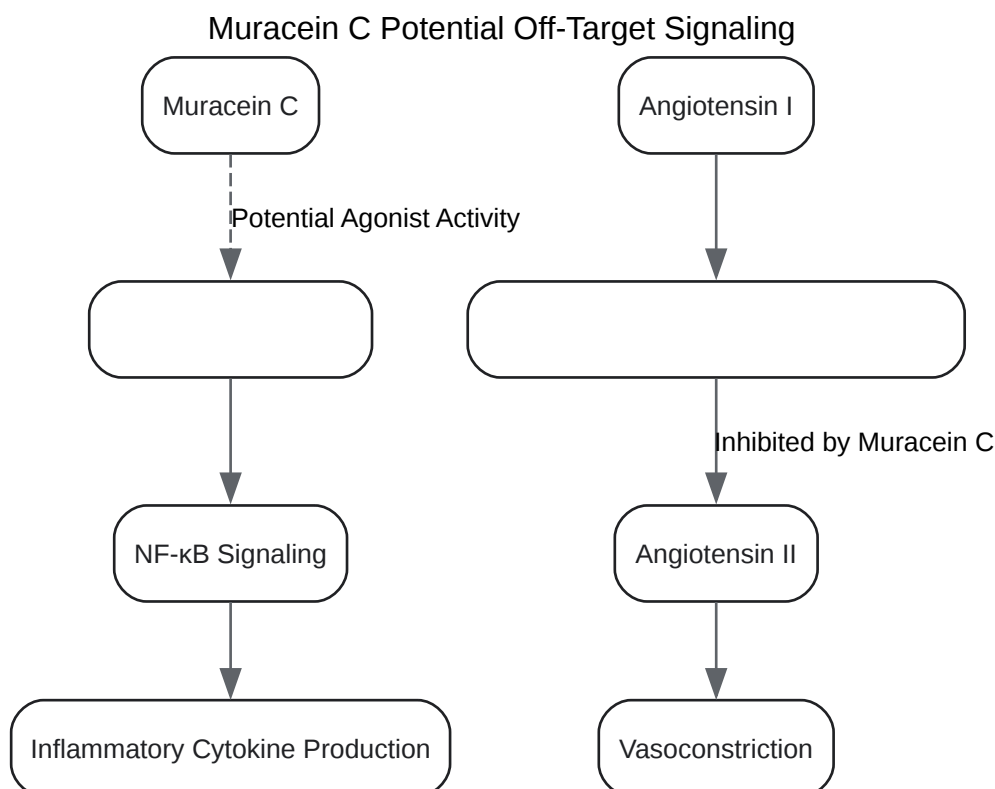 Muracein C Potential Off-Target Signaling
Muracein C
Angiotensin I
Potential Agonist Activity
Inhibited by Muracein C
NF-κB Signaling
Angiotensin II
Inflammatory Cytokine Production
Vasoconstriction